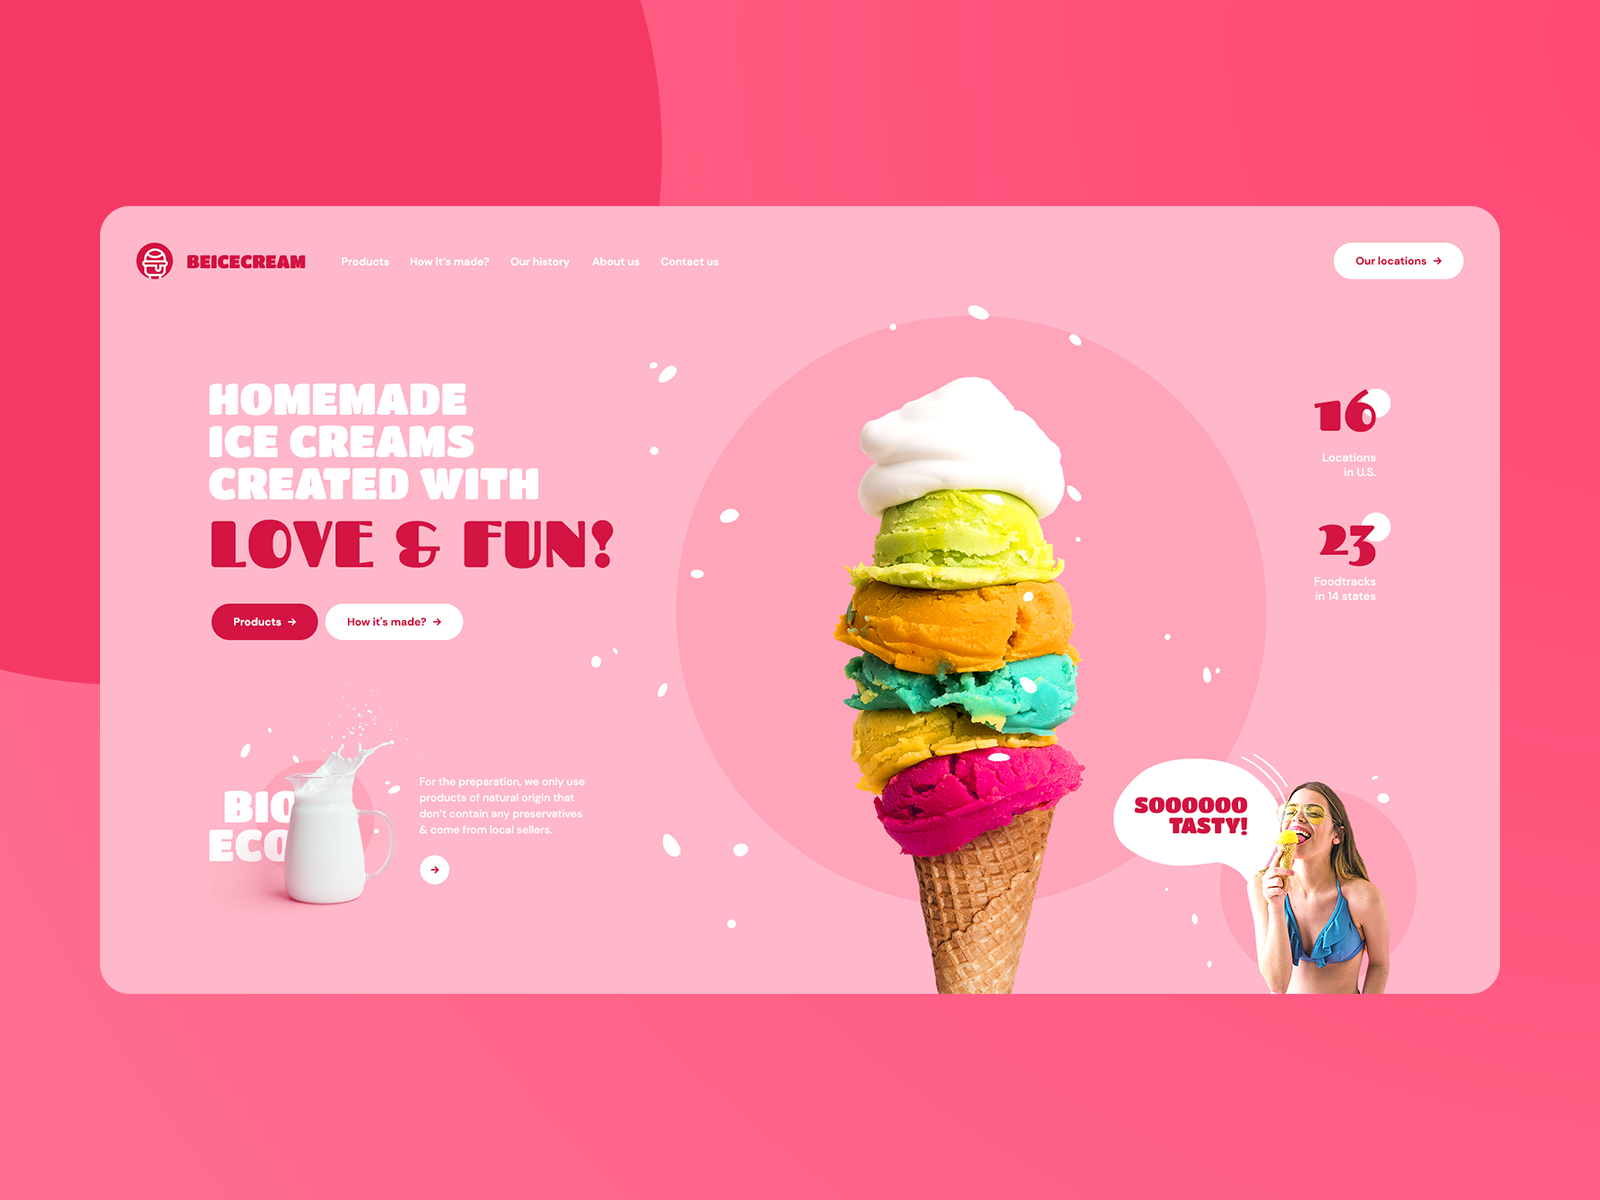 BEICECREAM
Products
How it's made?
Our history
About us
Contact us
Our locations →
HOMEMADE
ICE CREAMS
CREATED WITH
LOVE & FUN!
Products →
How it's made? →
16
Locations
in U.S.
23
Foodtracks
in 14 states
BIO
ECO
For the preparation, we only use
products of natural origin that
don't contain any preservatives
& come from local sellers.
→
SOOOOOO
TASTY!